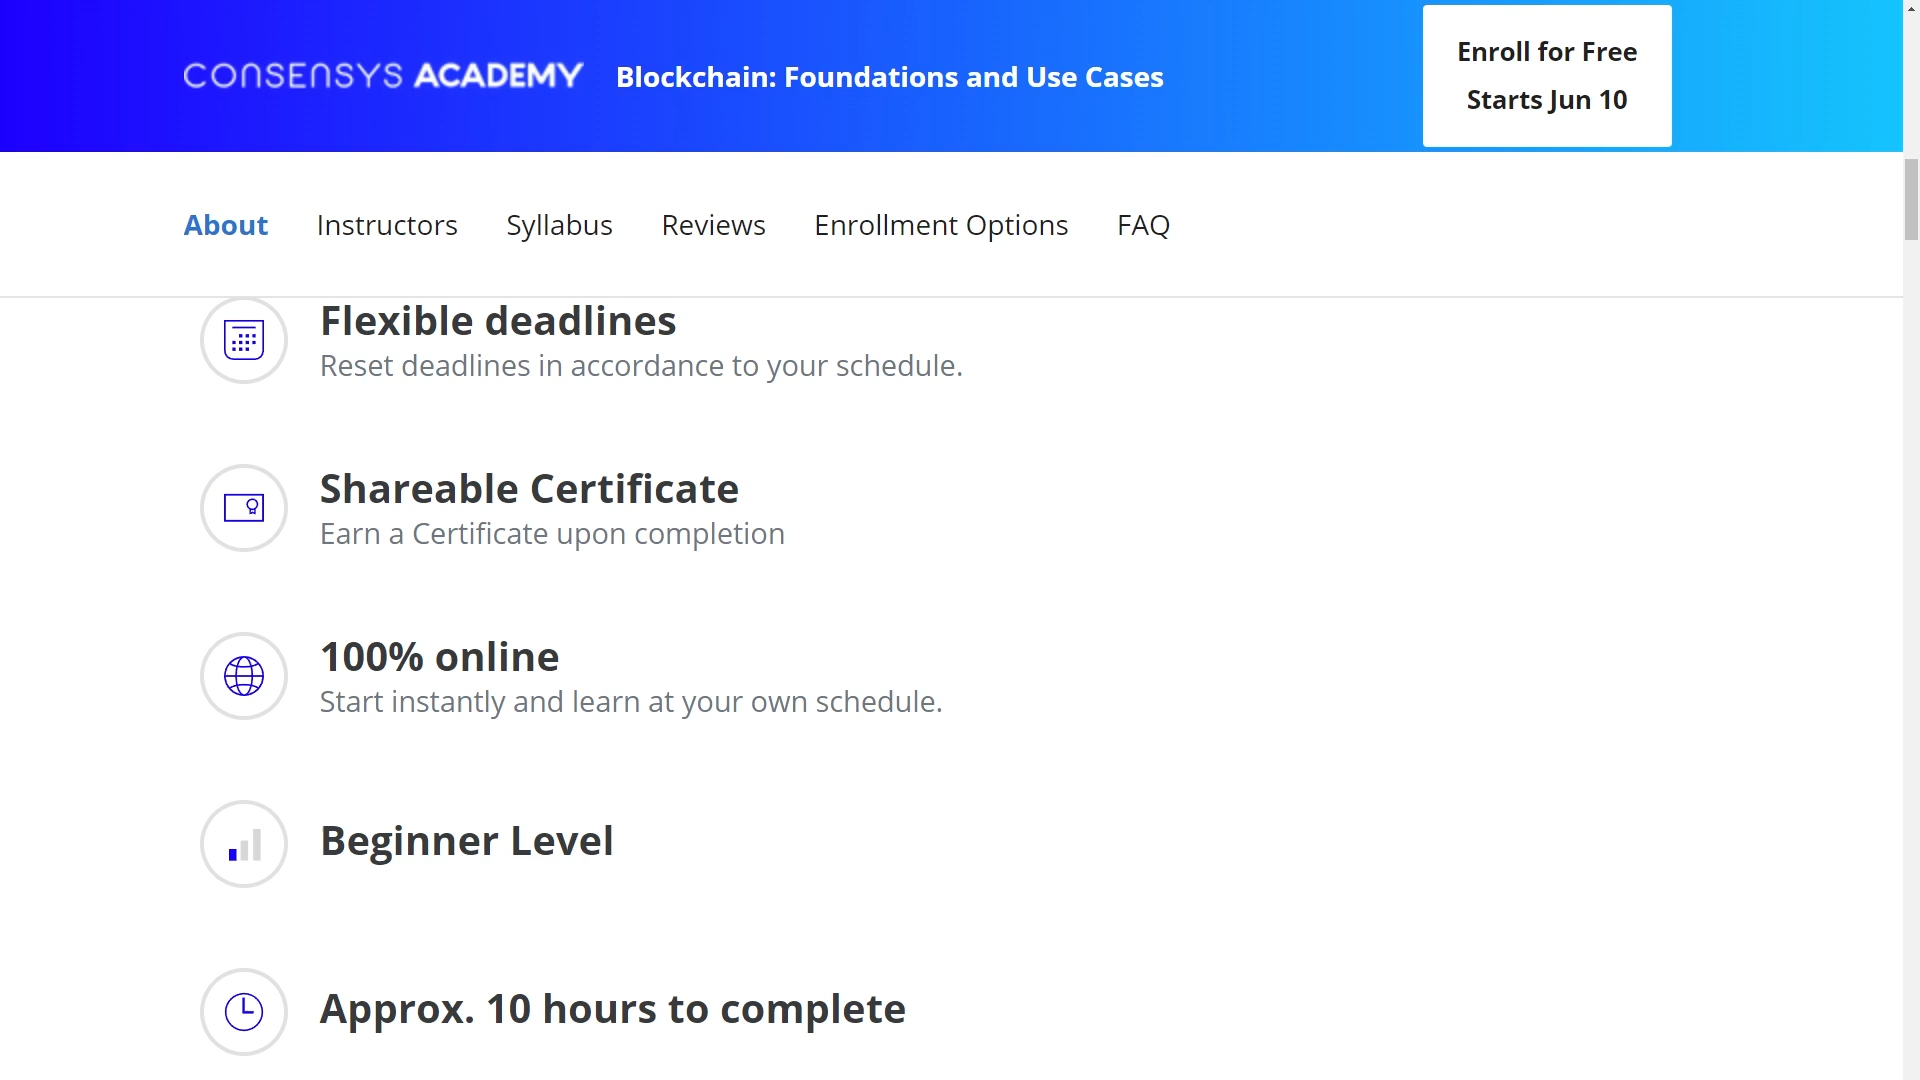 CONSENSYS ACADEMY
Blockchain: Foundations and Use Cases
Enroll for Free
Starts Jun 10
About Instructors Syllabus Reviews Enrollment Options FAQ
Flexible deadlines
Reset deadlines in accordance to your schedule.
Shareable Certificate
Earn a Certificate upon completion
100% online
Start instantly and learn at your own schedule.
Beginner Level
Approx. 10 hours to complete